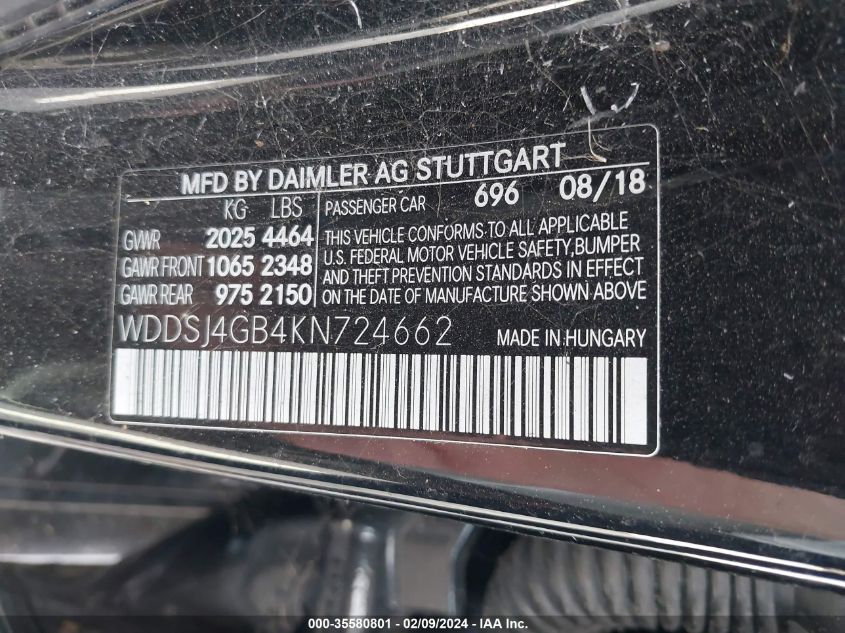 MFD BY DAIMLER AG STUTTGART
KG LBS
PASSENGER CAR 696 08/18
GVWR 2025 4464
GAWR FRONT 1065 2348
GAWR REAR 975 2150
THIS VEHICLE CONFORMS TO ALL APPLICABLE
U.S. FEDERAL MOTOR VEHICLE SAFETY,BUMPER
AND THEFT PREVENTION STANDARDS IN EFFECT
ON THE DATE OF MANUFACTURE SHOWN ABOVE.
WDDSJ4GB4KN724662
MADE IN HUNGARY
000-35580801 - 02/09/2024 - IAA Inc.